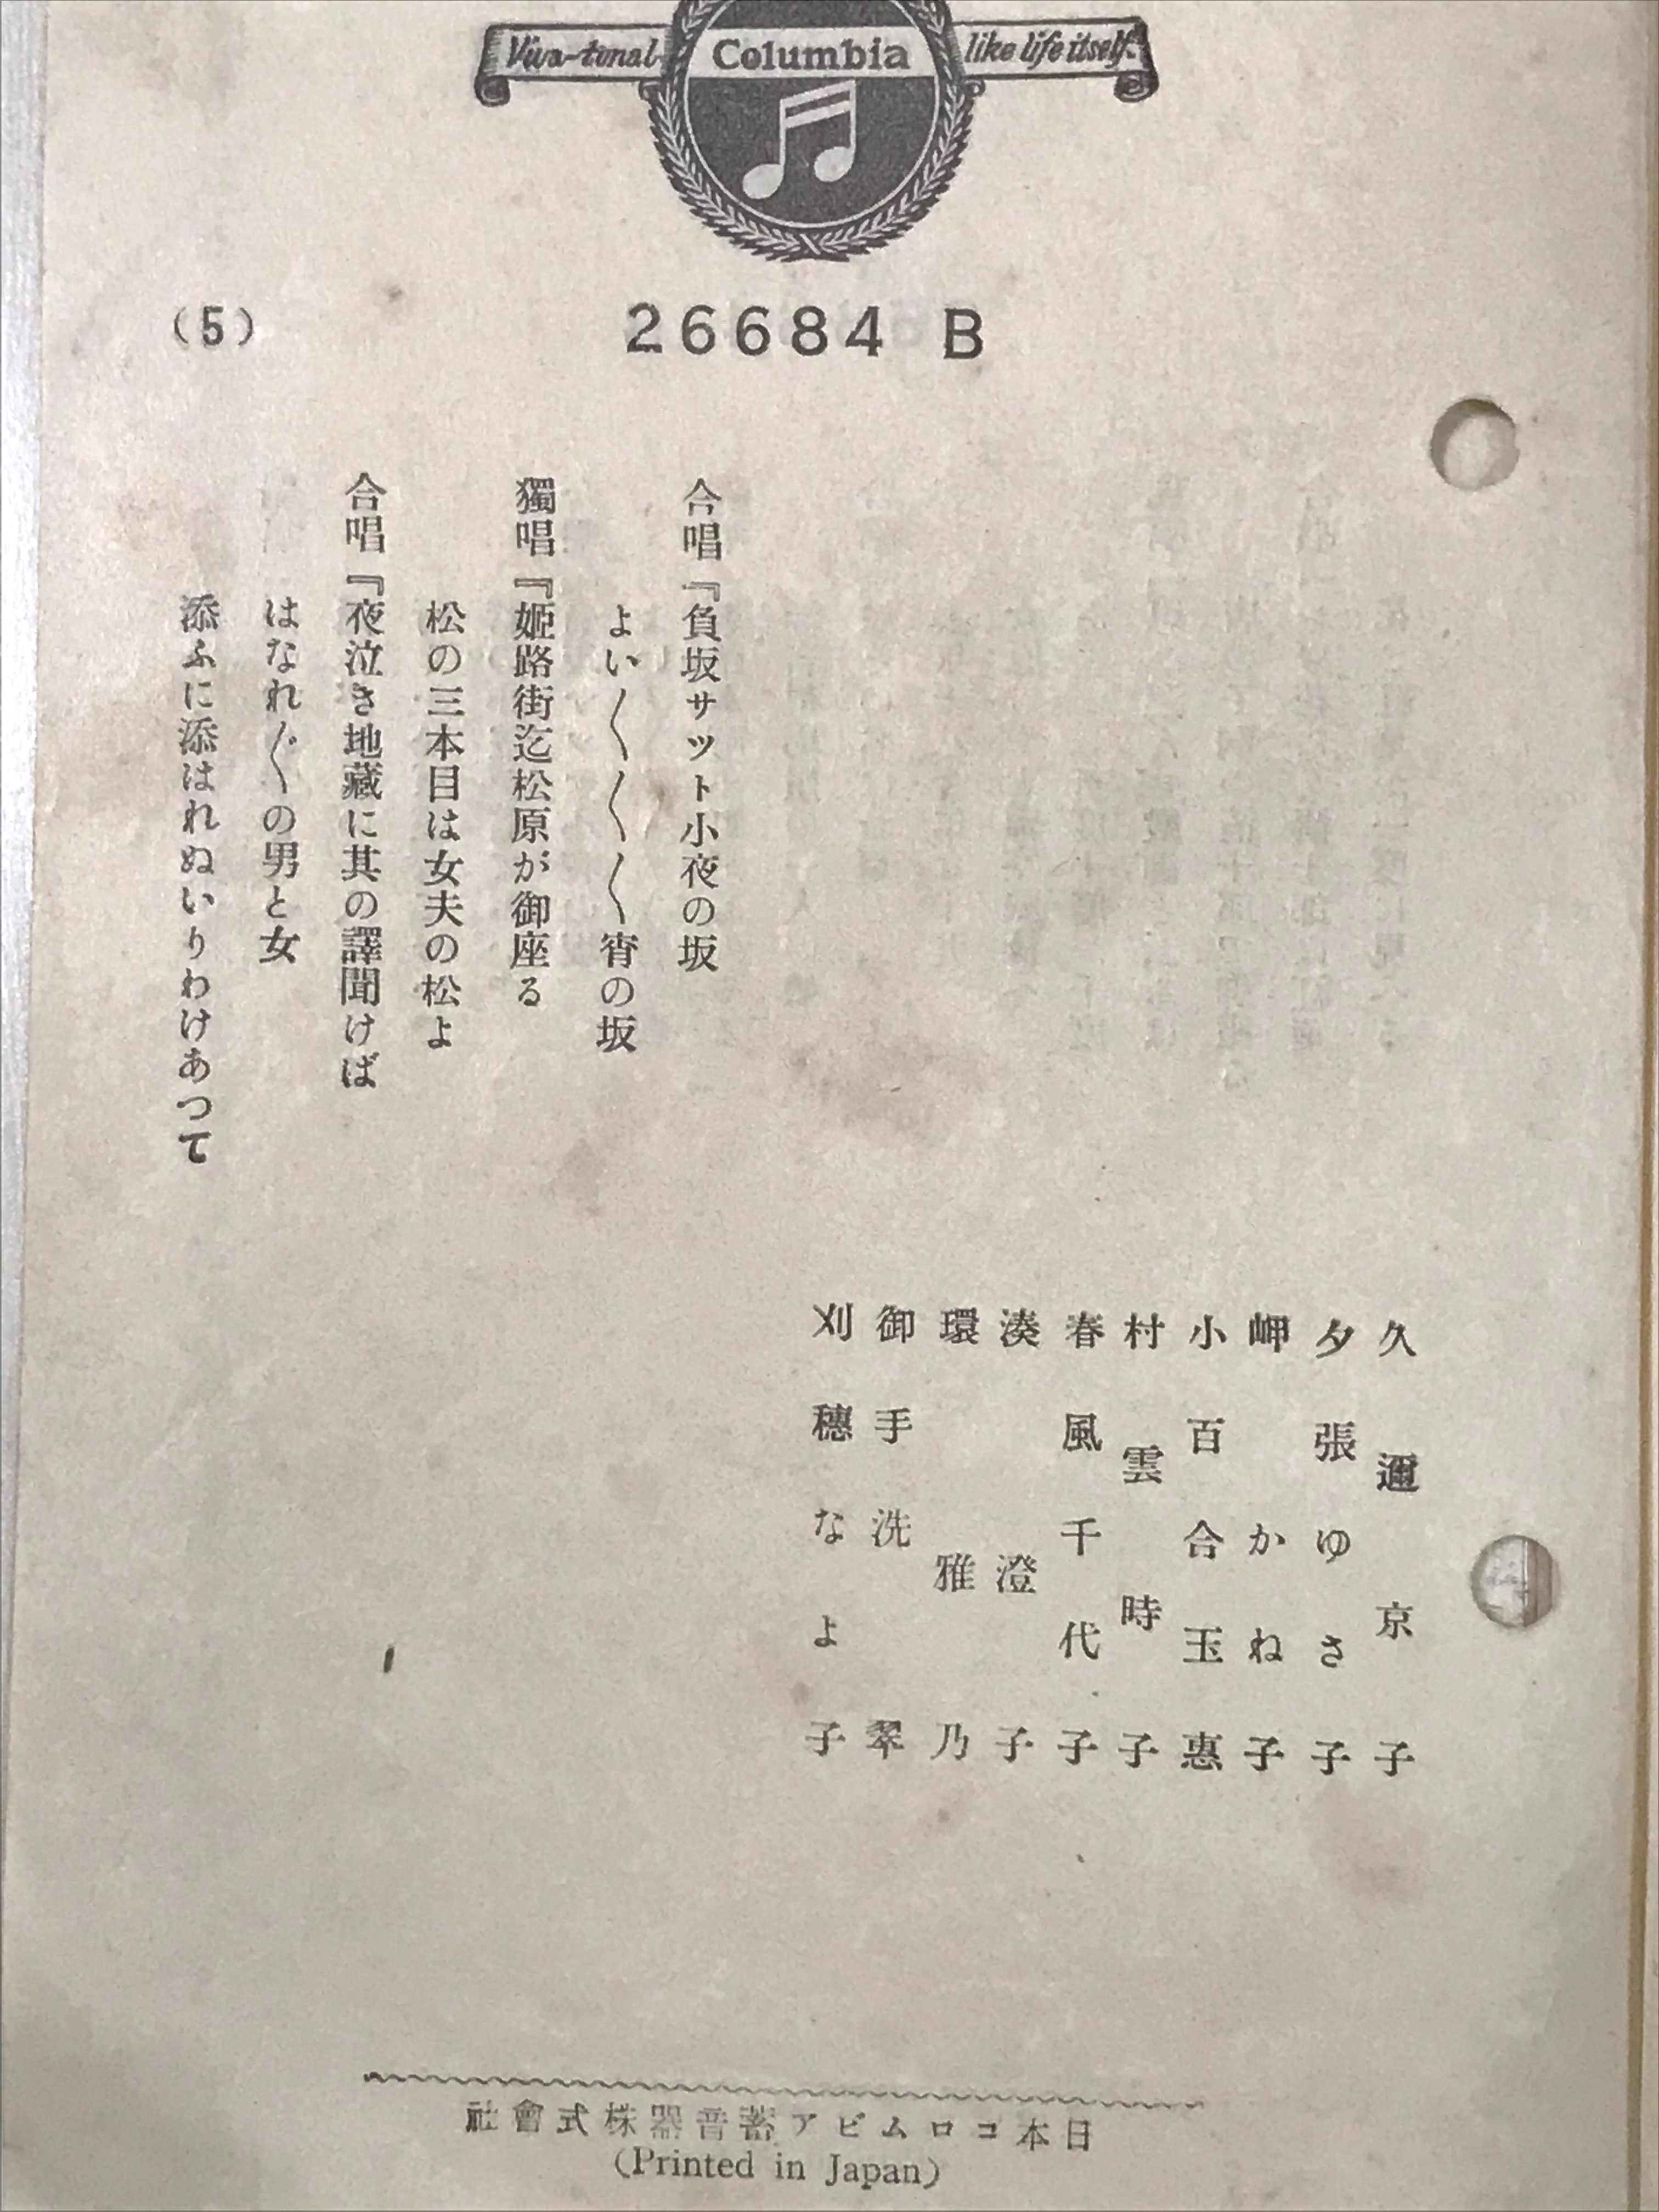 Viva-tonal Columbia like life itself.
(5)
26684 B
久邇京子
夕張ゆさ子
岬かね子
小百合玉惠
村雲時子
春風千代子
湊澄子
環雅乃
御手洗翠
刈穗なよ子
合唱『負坂サット小夜の坂
よい〱〱〱宵の坂
獨唱『姬路街迄松原が御座る
松の三本目は女夫の松よ
合唱『夜泣き地藏に其の譯聞けば
はなれ〲の男と女
添ふに添はれぬいりわけあつて
社會式株器音蓄アビムロコ本日
(Printed in Japan)